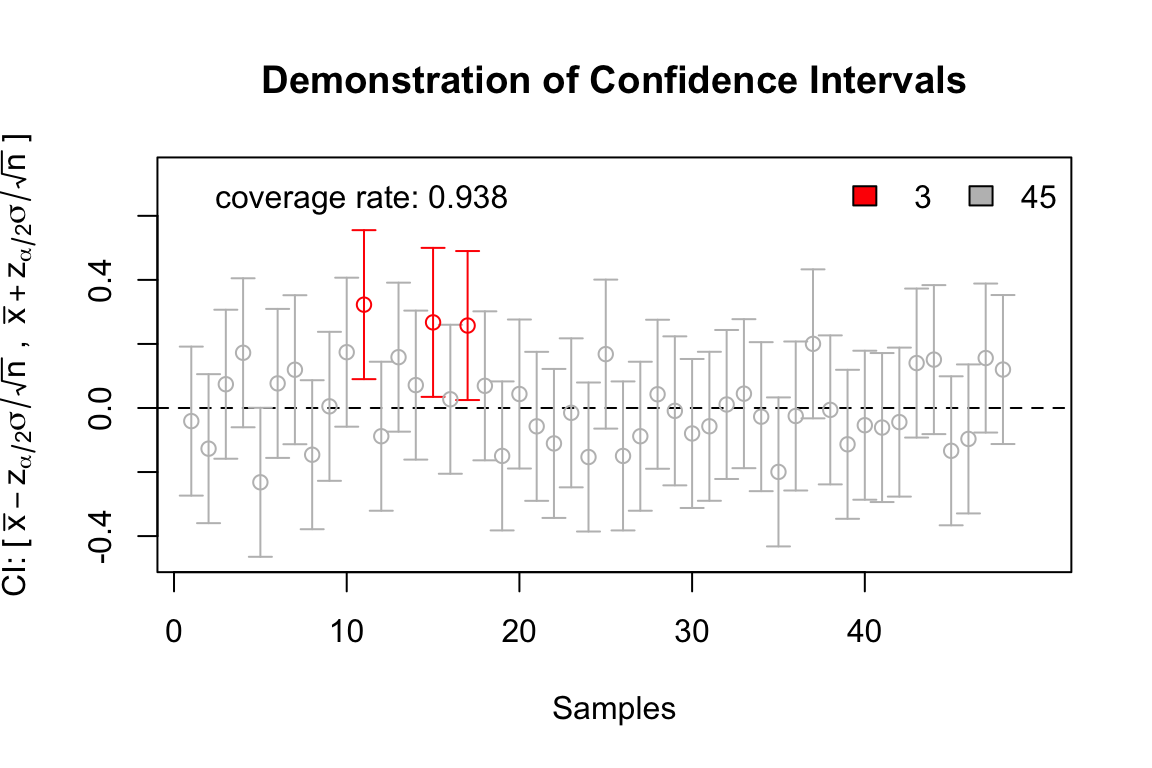 Demonstration of Confidence Intervals
CI: [ x̅ − zα/2σ/√n , x̅ + zα/2σ/√n ]
coverage rate: 0.938
3 45
0.4
0.0
-0.4
0 10 20 30 40
Samples